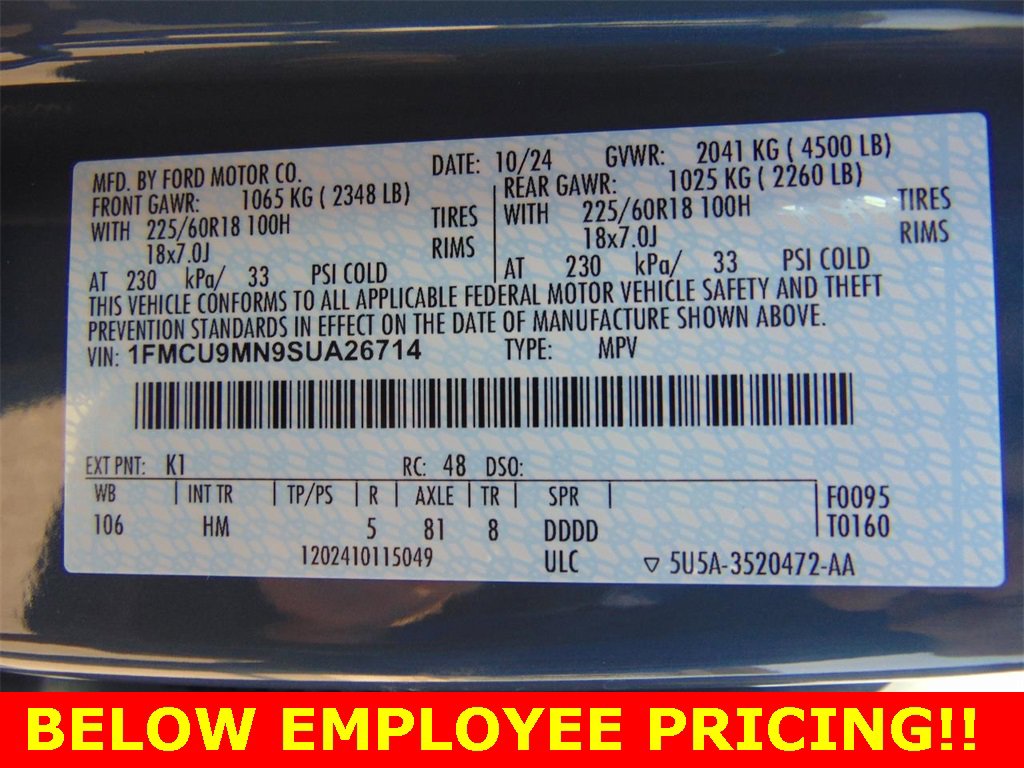 MFD. BY FORD MOTOR CO. DATE: 10/24 GVWR: 2041 KG ( 4500 LB)
FRONT GAWR: 1065 KG ( 2348 LB) REAR GAWR: 1025 KG ( 2260 LB)
WITH 225/60R18 100H TIRES WITH 225/60R18 100H TIRES
18x7.0J RIMS 18x7.0J RIMS
AT 230 kPa/ 33 PSI COLD AT 230 kPa/ 33 PSI COLD
THIS VEHICLE CONFORMS TO ALL APPLICABLE FEDERAL MOTOR VEHICLE SAFETY AND THEFT
PREVENTION STANDARDS IN EFFECT ON THE DATE OF MANUFACTURE SHOWN ABOVE.
VIN: 1FMCU9MN9SUA26714 TYPE: MPV
EXT PNT: K1 RC: 48 DSO:
WB INT TR TP/PS R AXLE TR SPR F0095
106 HM 5 81 8 DDDD T0160
1202410115049 ULC ▽ 5U5A-3520472-AA
BELOW EMPLOYEE PRICING!!